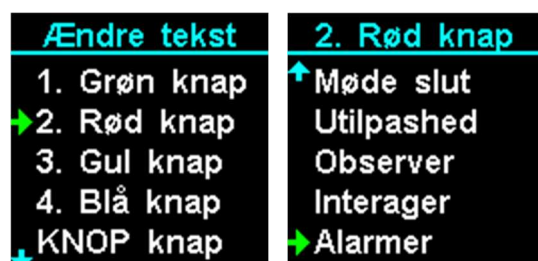 Ændre tekst
1. Grøn knap
2. Rød knap
3. Gul knap
4. Blå knap
KNOP knap
2. Rød knap
Møde slut
Utilpashed
Observer
Interager
Alarmer